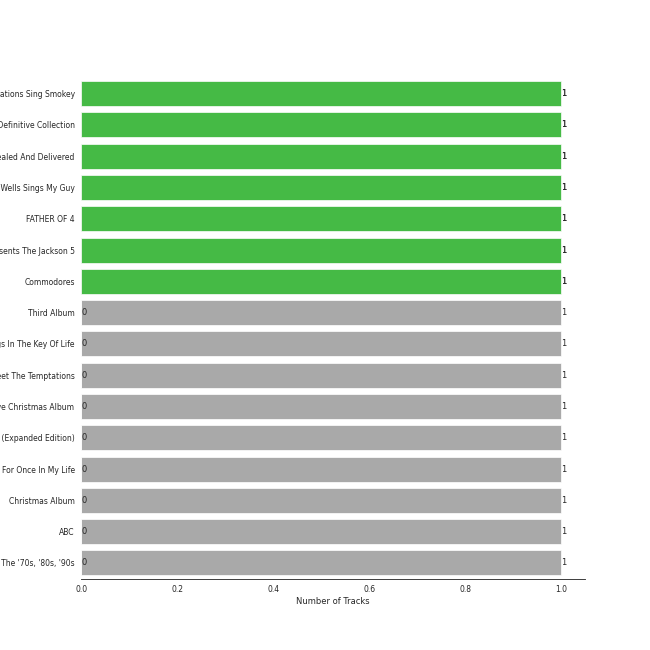 ations Sing Smokey 1
Definitive Collection 1
ealed And Delivered 1
Wells Sings My Guy 1
FATHER OF 4 1
sents The Jackson 5 1
Commodores 1
Third Album 0 1
s In The Key Of Life 0 1
eet The Temptations 0 1
e Christmas Album 0 1
(Expanded Edition) 0 1
For Once In My Life 0 1
Christmas Album 0 1
ABC 0 1
The '70s, '80s, '90s 0 1
0.0 0.2 0.4 0.6 0.8 1.0
Number of Tracks